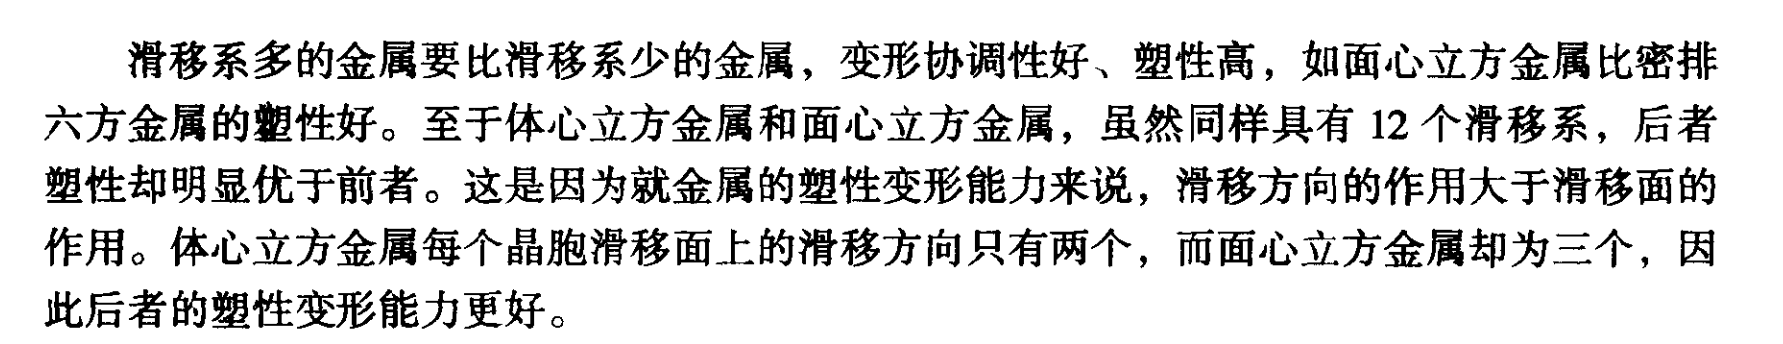 滑移系多的金属要比滑移系少的金属，变形协调性好、塑性高，如面心立方金属比密排
六方金属的塑性好。至于体心立方金属和面心立方金属，虽然同样具有 12 个滑移系，后者
塑性却明显优于前者。这是因为就金属的塑性变形能力来说，滑移方向的作用大于滑移面的
作用。体心立方金属每个晶胞滑移面上的滑移方向只有两个，而面心立方金属却为三个，因
此后者的塑性变形能力更好。